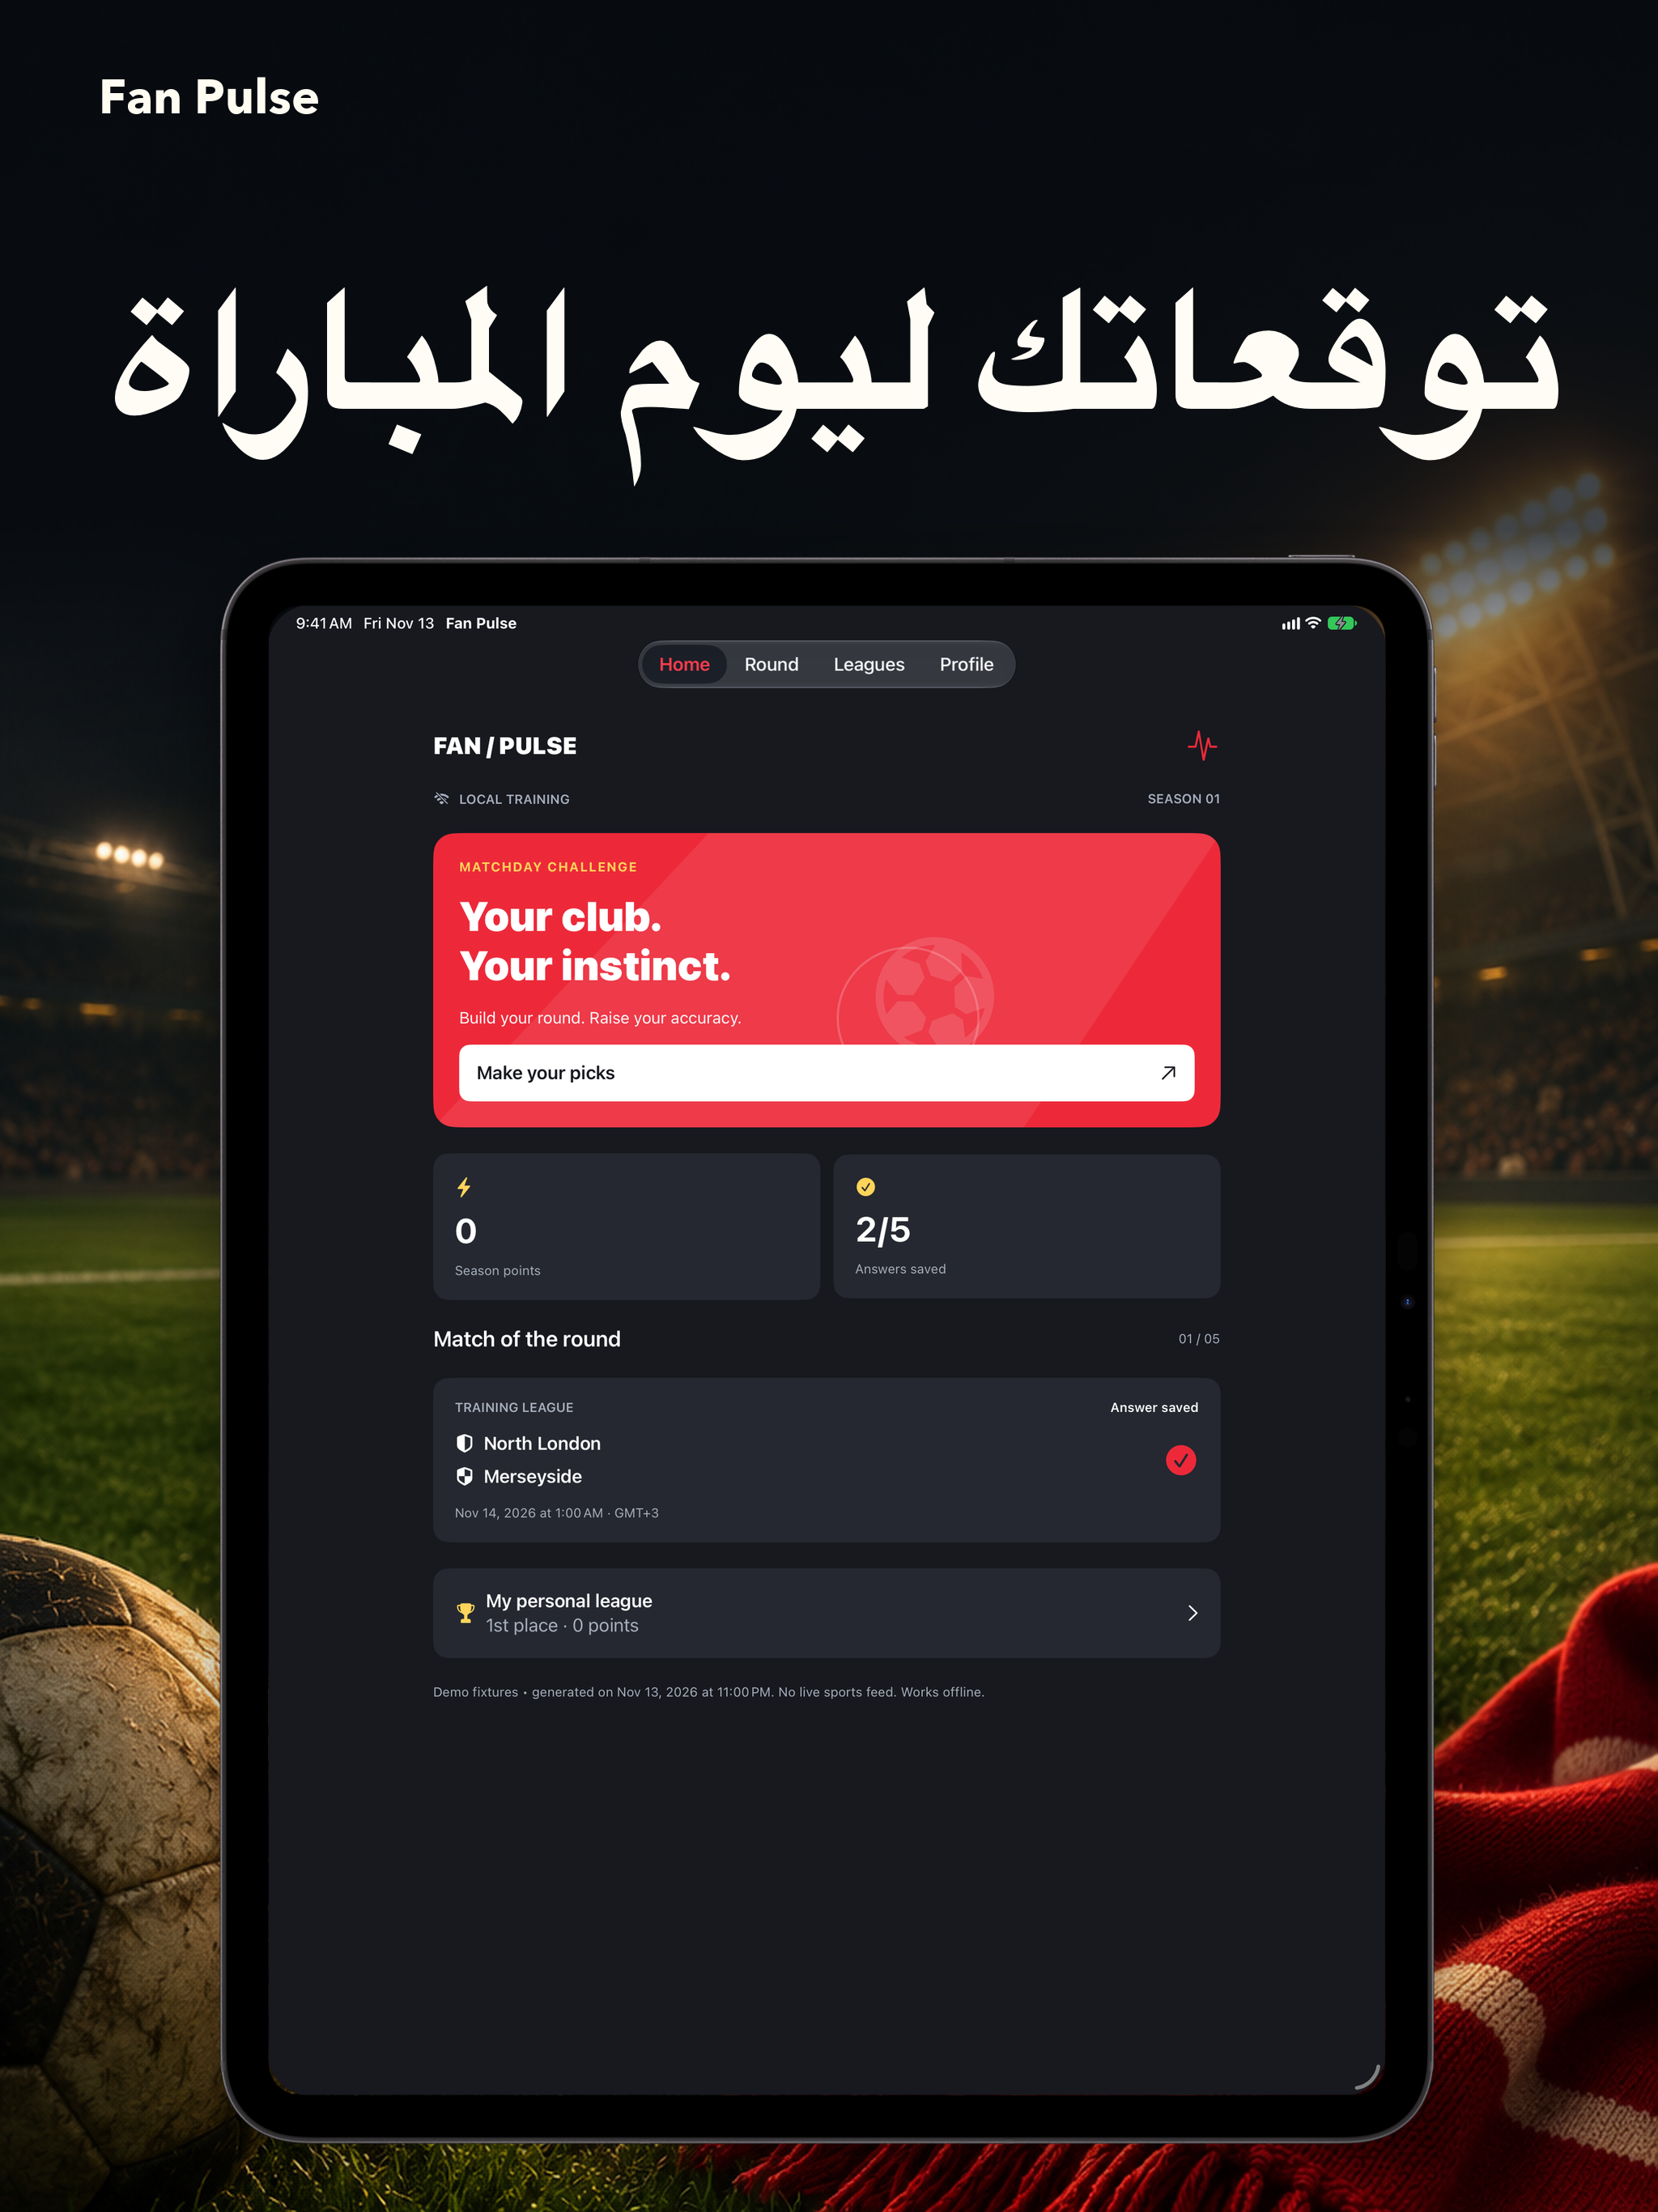 Fan Pulse
توقعاتك ليوم المباراة
9:41 AM Fri Nov 13 Fan Pulse
Home Round Leagues Profile
FAN / PULSE
LOCAL TRAINING SEASON 01
MATCHDAY CHALLENGE
Your club.
Your instinct.
Build your round. Raise your accuracy.
Make your picks
0
Season points
2/5
Answers saved
Match of the round 01 / 05
TRAINING LEAGUE Answer saved
North London
Merseyside
Nov 14, 2026 at 1:00 AM · GMT+3
My personal league
1st place · 0 points
Demo fixtures • generated on Nov 13, 2026 at 11:00 PM. No live sports feed. Works offline.